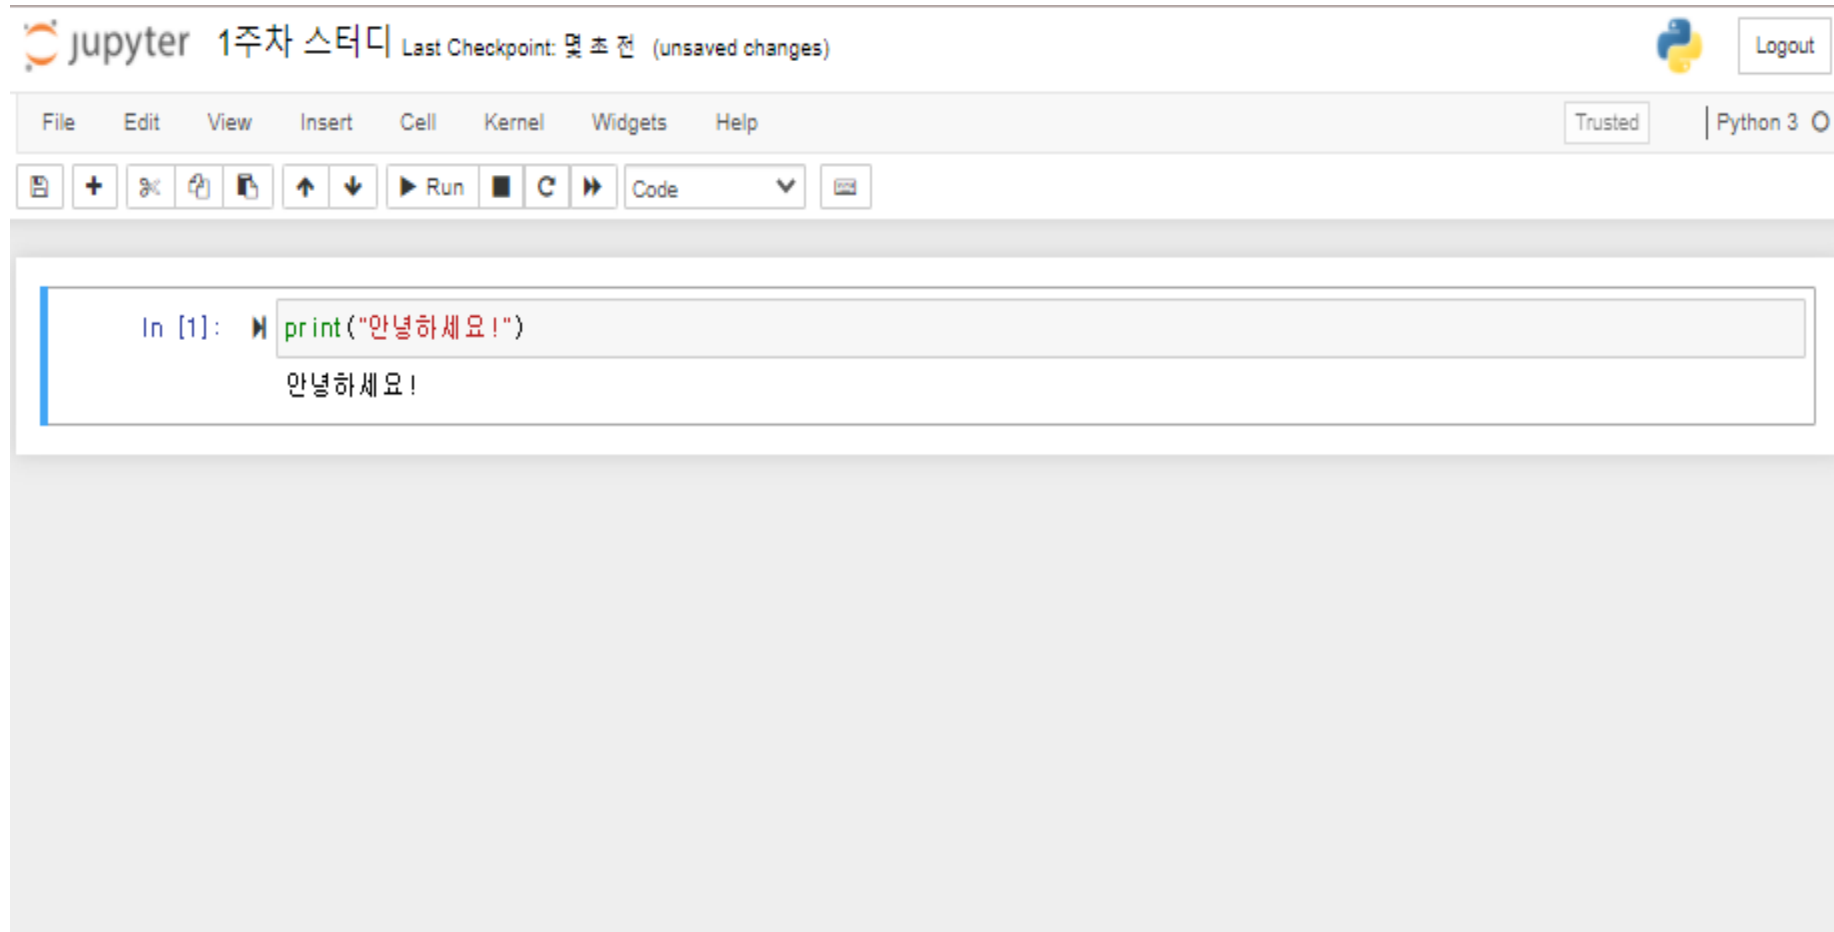 jupyter 1주차 스터디 Last Checkpoint: 몇 초 전 (unsaved changes) Logout
File Edit View Insert Cell Kernel Widgets Help Trusted Python 3
Run Code
In [1]: print("안녕하세요!")
안녕하세요!